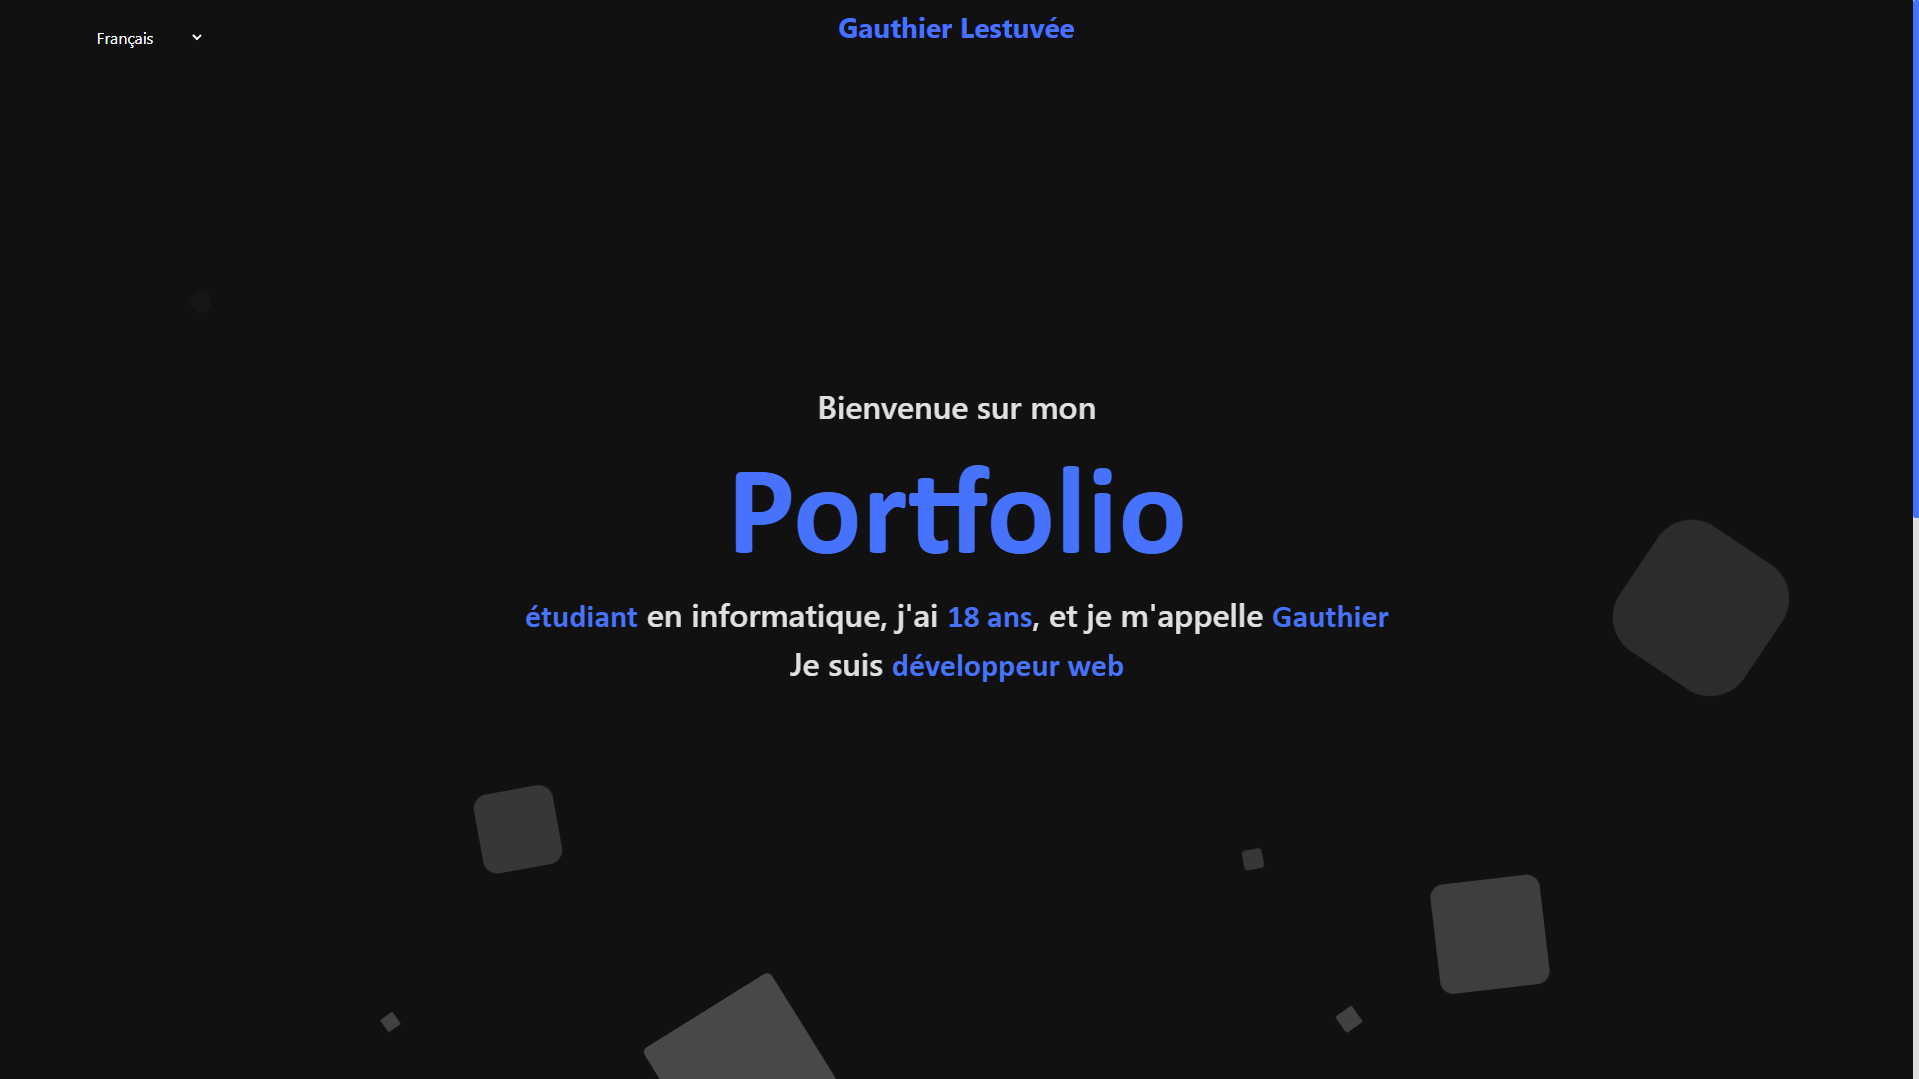 Français
Gauthier Lestuvée
Bienvenue sur mon
Portfolio
étudiant en informatique, j'ai 18 ans, et je m'appelle Gauthier
Je suis développeur web